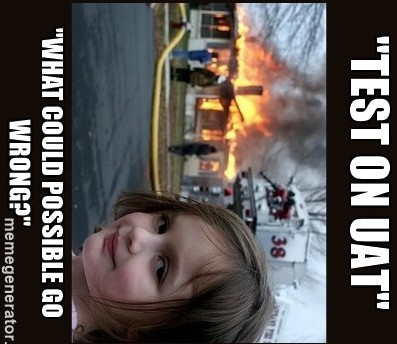 "TEST ON UAT"
38
"WHAT COULD POSSIBLE GO
WRONG?"
memegenerator.